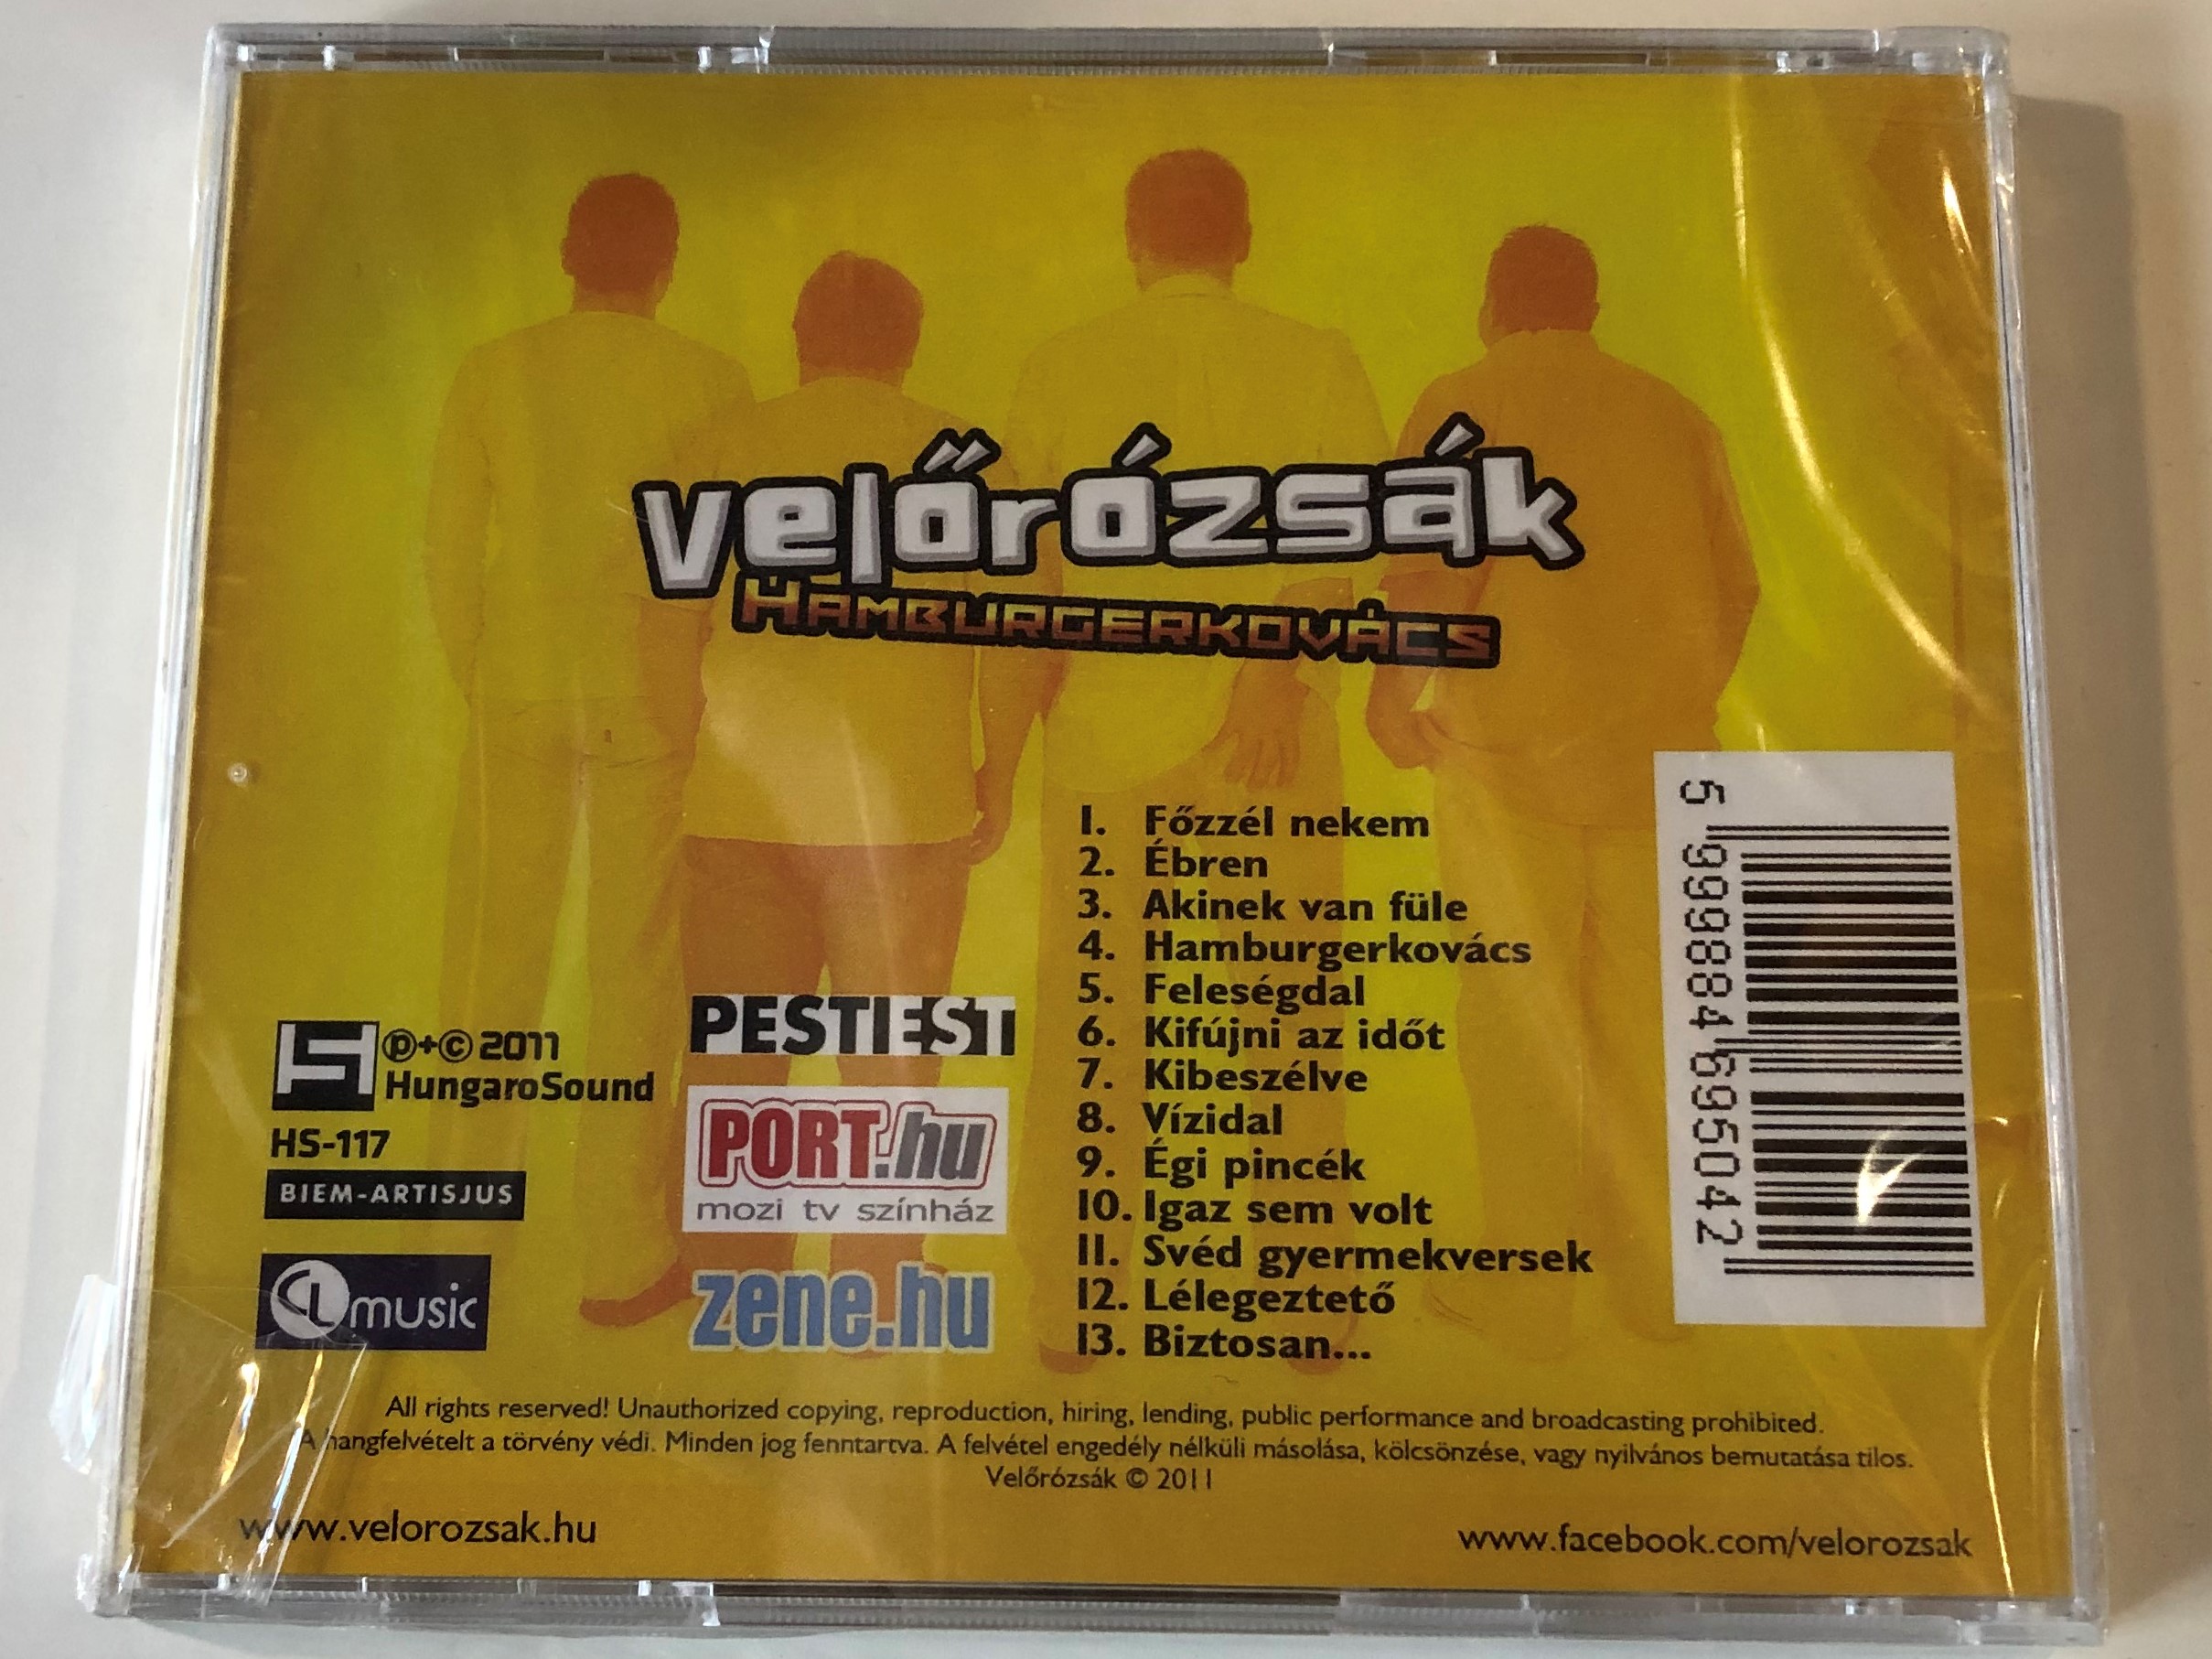 Velőrózsák
HAMBURGERKOVÁCS
1. Főzzél nekem
2. Ébren
3. Akinek van füle
4. Hamburgerkovács
5. Feleségdal
6. Kifújni az időt
7. Kibeszélve
8. Vízidal
9. Égi pincék
10. Igaz sem volt
11. Svéd gyermekversek
12. Lélegeztető
13. Biztosan...
5 998846 95042
PESTIEST
PORT.hu
mozi tv színház
zene.hu
℗+© 2011
HungaroSound
HS-117
BIEM-ARTISJUS
CL music
All rights reserved! Unauthorized copying, reproduction, hiring, lending, public performance and broadcasting prohibited.
A hangfelvételt a törvény védi. Minden jog fenntartva. A felvétel engedély nélküli másolása, kölcsönzése, vagy nyilvános bemutatása tilos.
Velőrózsák © 2011
www.velorozsak.hu
www.facebook.com/velorozsak